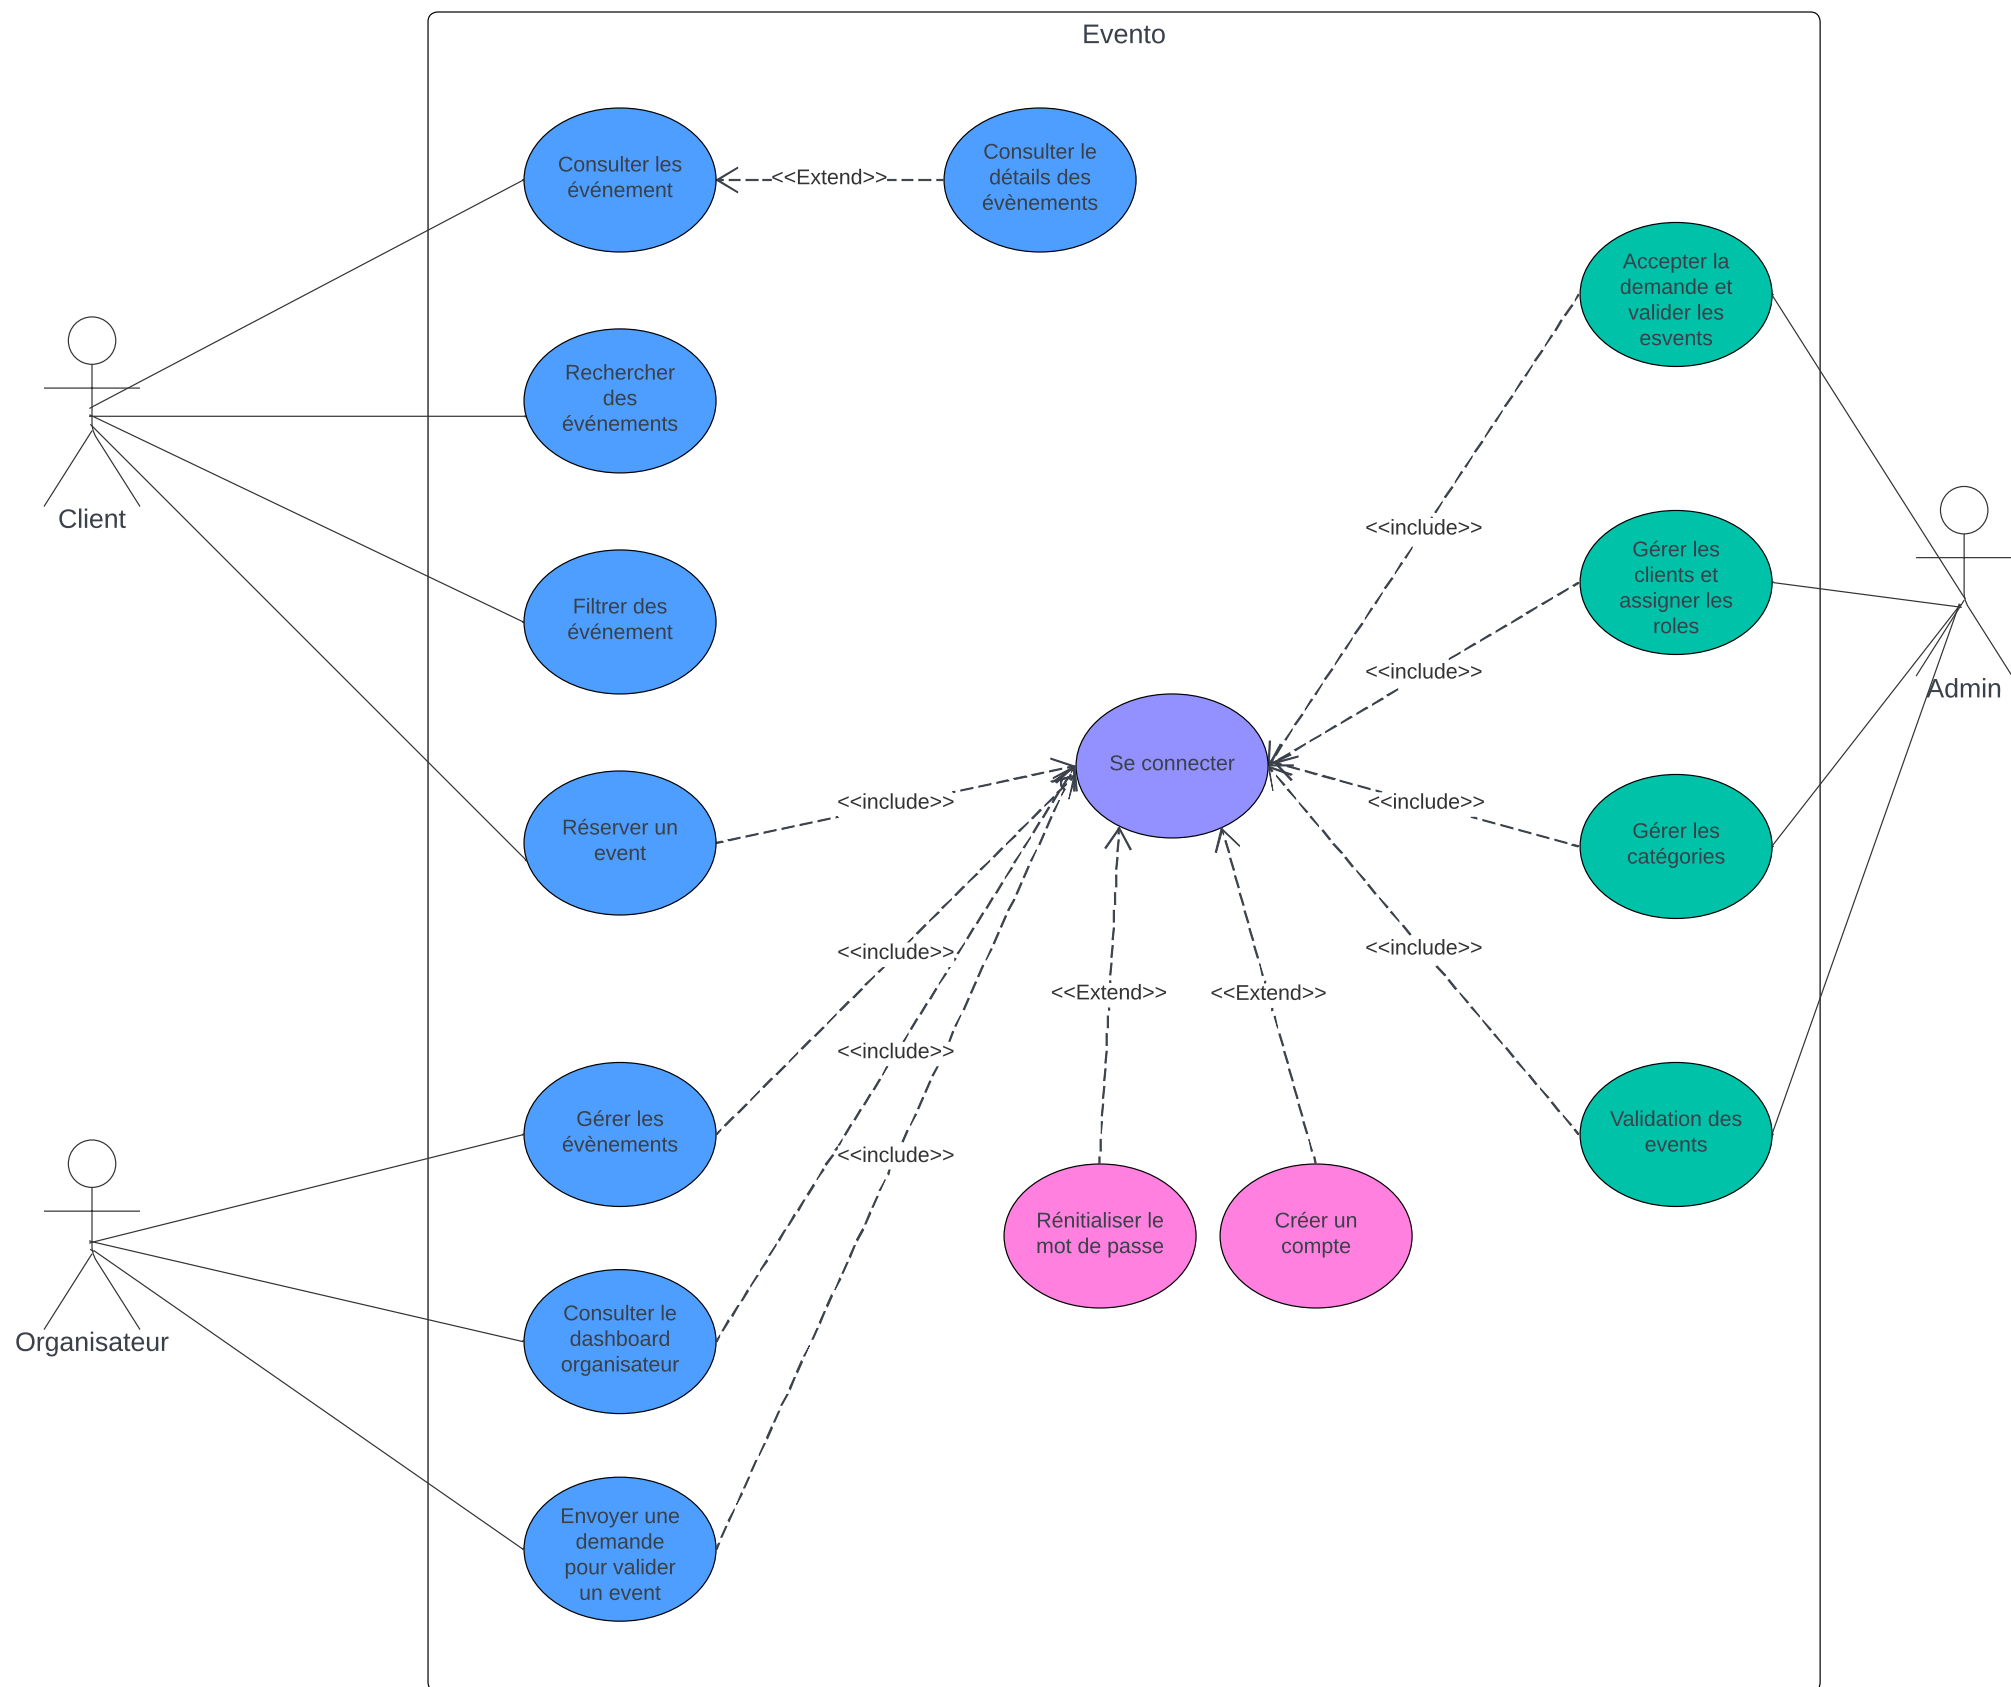 Evento
Consulter les
événement
<<Extend>>
Consulter le
détails des
évènements
Accepter la
demande et
valider les
esvents
Rechercher
des
événements
Client
<<include>>
Gérer les
clients et
assigner les
roles
Filtrer des
événement
<<include>>
Admin
Se connecter
<<include>>
<<include>>
Réserver un
event
Gérer les
catégories
<<include>>
<<include>>
<<Extend>>
<<Extend>>
<<include>>
Gérer les
évènements
<<include>>
Validation des
events
Rénitialiser le
mot de passe
Créer un
compte
Organisateur
Consulter le
dashboard
organisateur
Envoyer une
demande
pour valider
un event